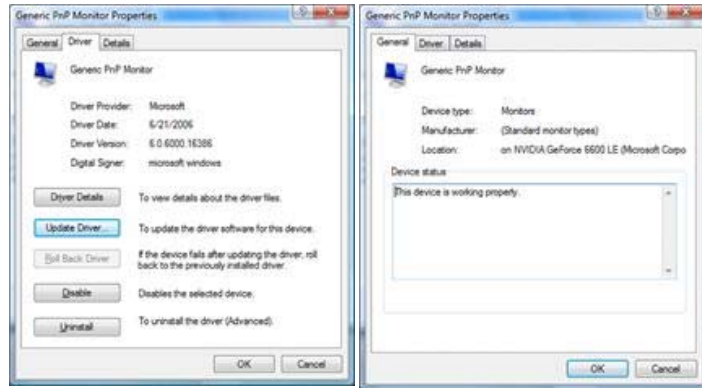 Generic PnP Monitor Properties
General Driver Details
Generic PnP Monitor
Driver Provider: Microsoft
Driver Date: 6/21/2006
Driver Version: 6.0.6000.16386
Digital Signer: microsoft windows
Driver Details To view details about the driver files.
Update Driver... To update the driver software for this device.
Roll Back Driver If the device fails after updating the driver, roll
back to the previously installed driver.
Disable Disables the selected device.
Uninstall To uninstall the driver (Advanced).
OK Cancel
Generic PnP Monitor Properties
General Driver Details
Generic PnP Monitor
Device type: Monitors
Manufacturer: (Standard monitor types)
Location: on NVIDIA GeForce 6600 LE (Microsoft Corpo
Device status
This device is working properly.
OK Cancel